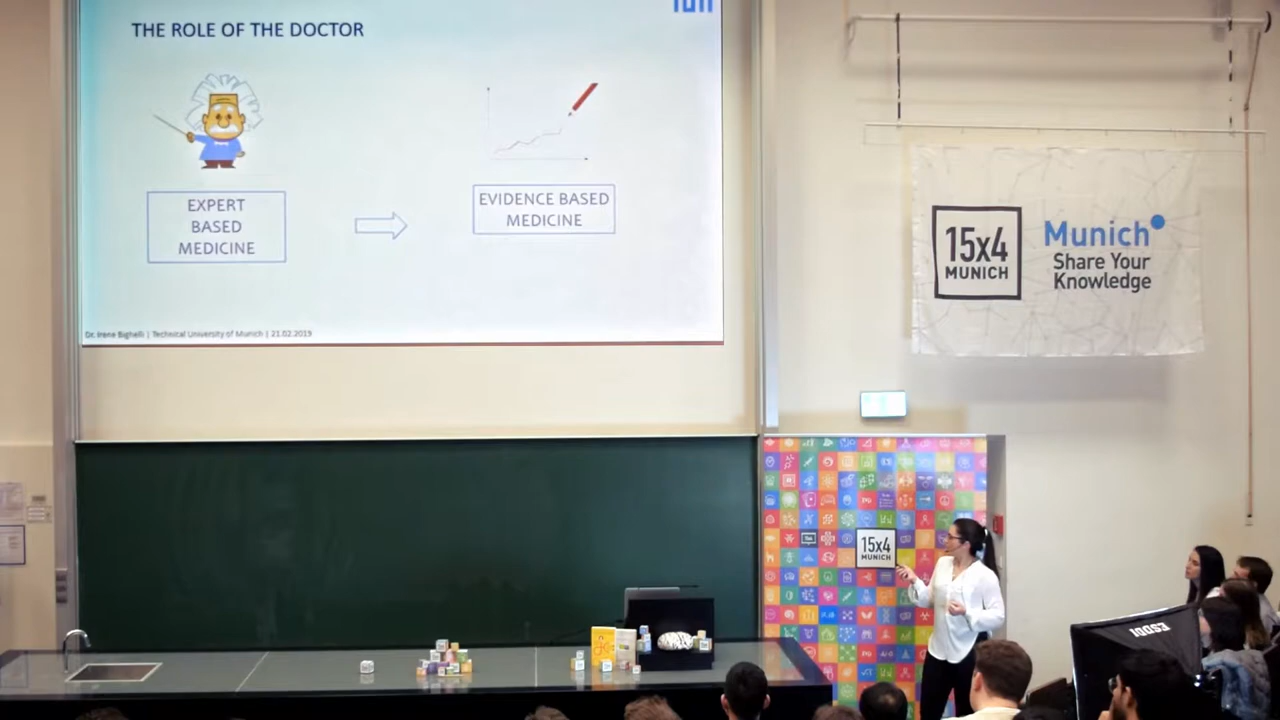 THE ROLE OF THE DOCTOR
EXPERT
BASED
MEDICINE
EVIDENCE BASED
MEDICINE
Dr. Irene Bighelli | Technical University of Munich | 21.02.2019
15x4
MUNICH
Munich
Share Your
Knowledge
15x4
MUNICH
ESDDI